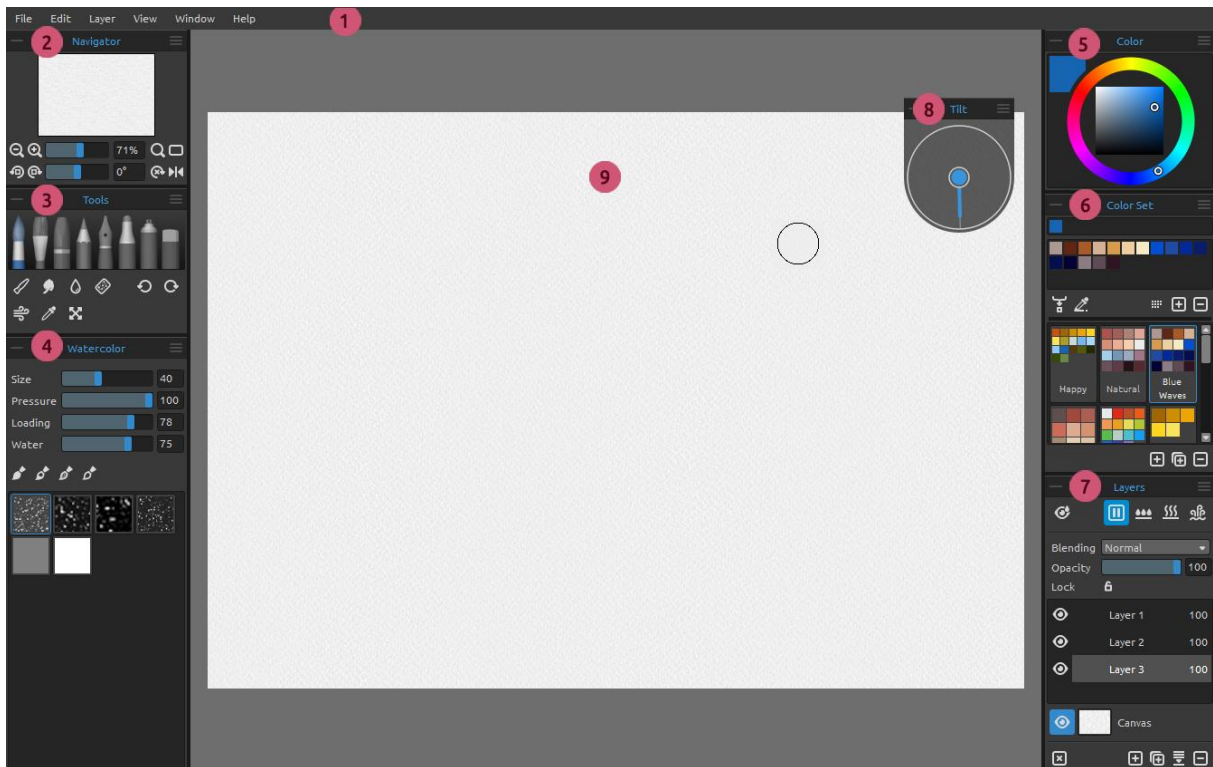 File Edit Layer View Window Help
1
2 Navigator
71%
0°
3 Tools
4 Watercolor
Size 40
Pressure 100
Loading 78
Water 75
8 Tilt
9
5 Color
6 Color Set
Happy Natural Blue
Waves
7 Layers
Blending Normal
Opacity 100
Lock
Layer 1 100
Layer 2 100
Layer 3 100
Canvas